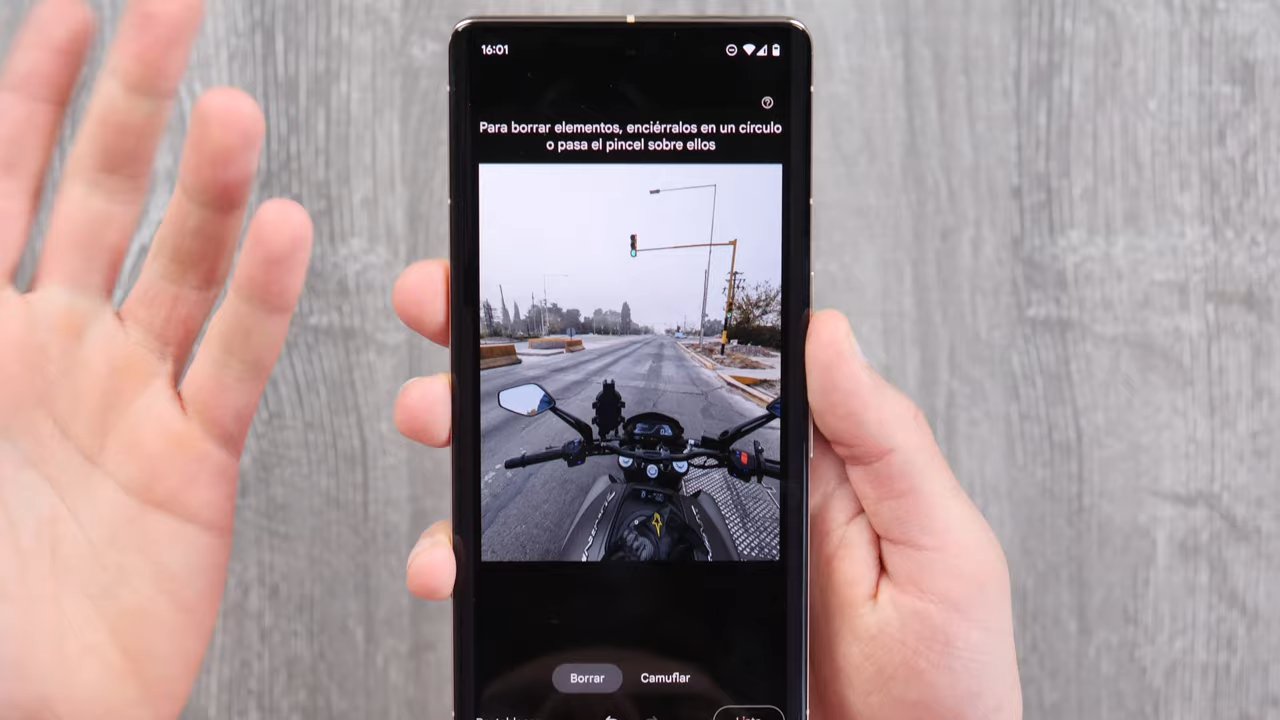 16:01
Para borrar elementos, enciérralos en un círculo
o pasa el pincel sobre ellos
Borrar
Camuflar